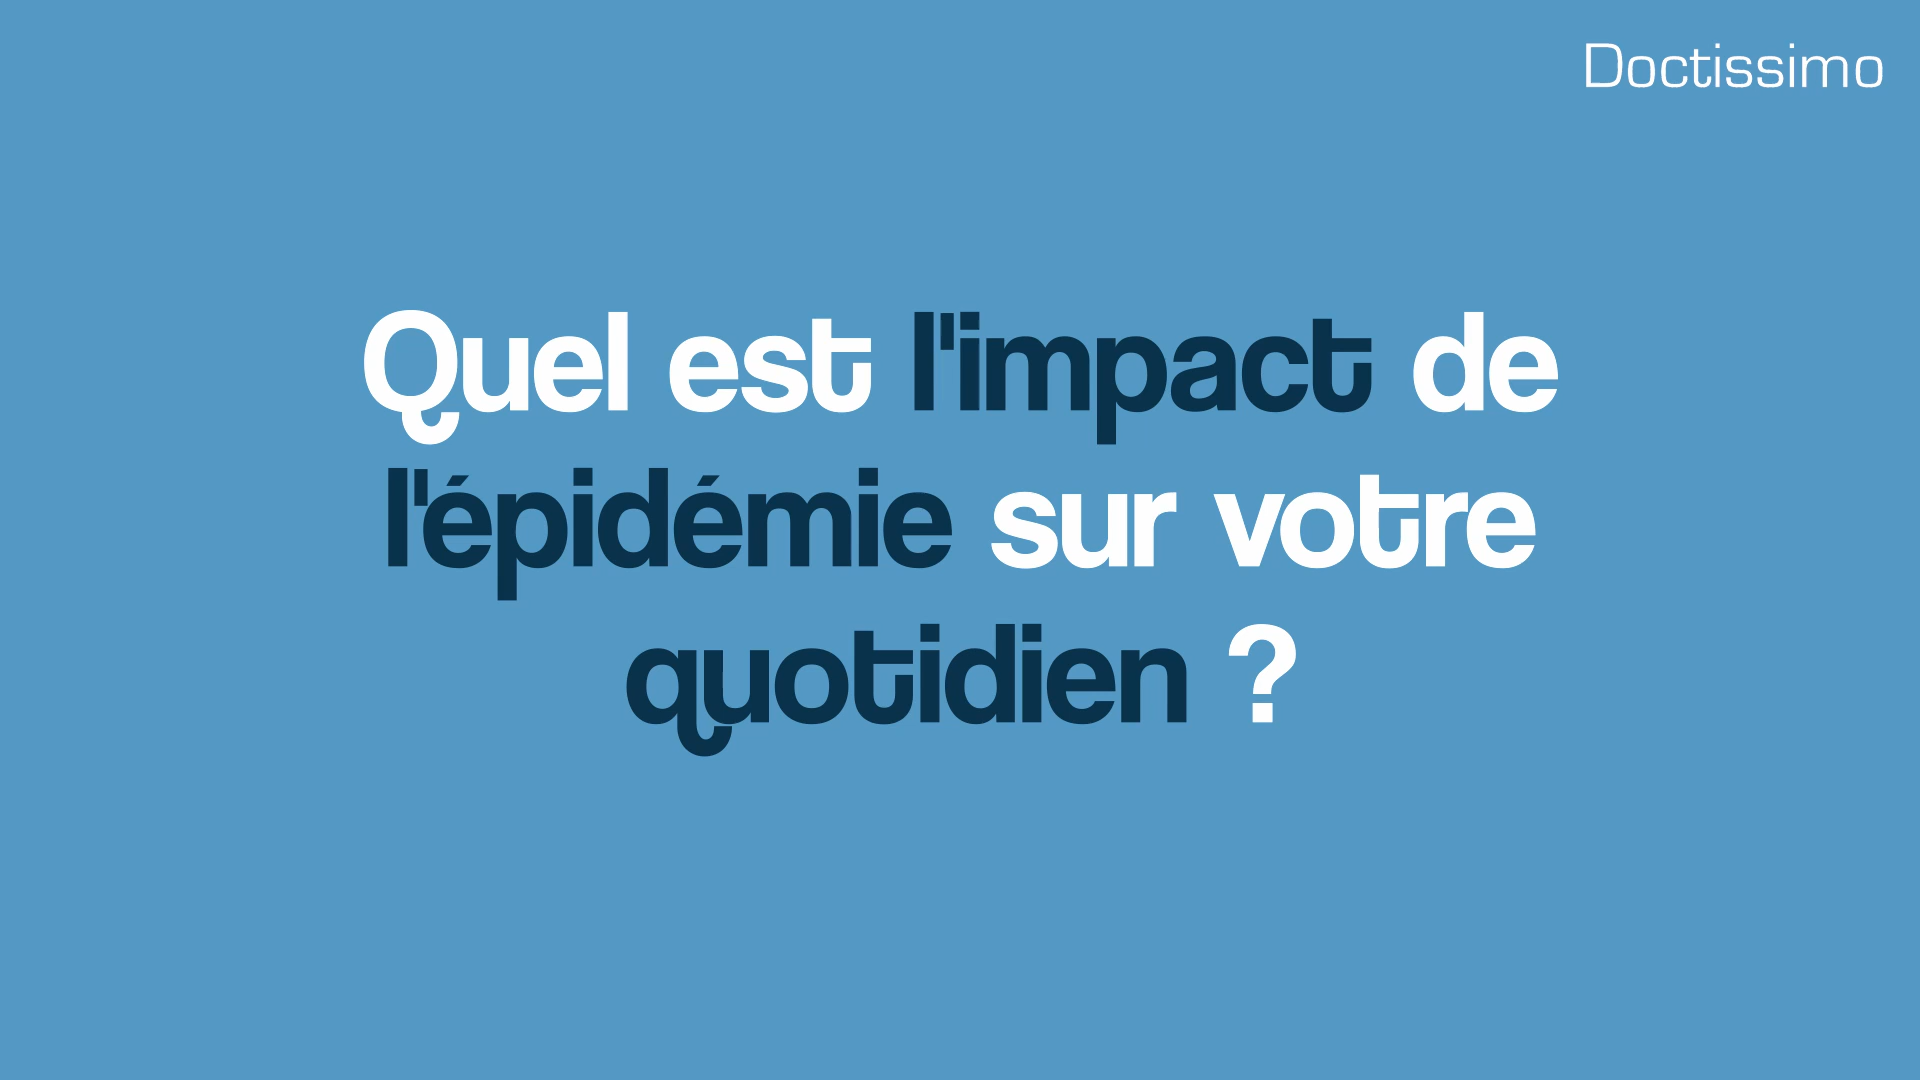 Doctissimo
Quel est l'impact de
l'épidémie sur votre
quotidien ?